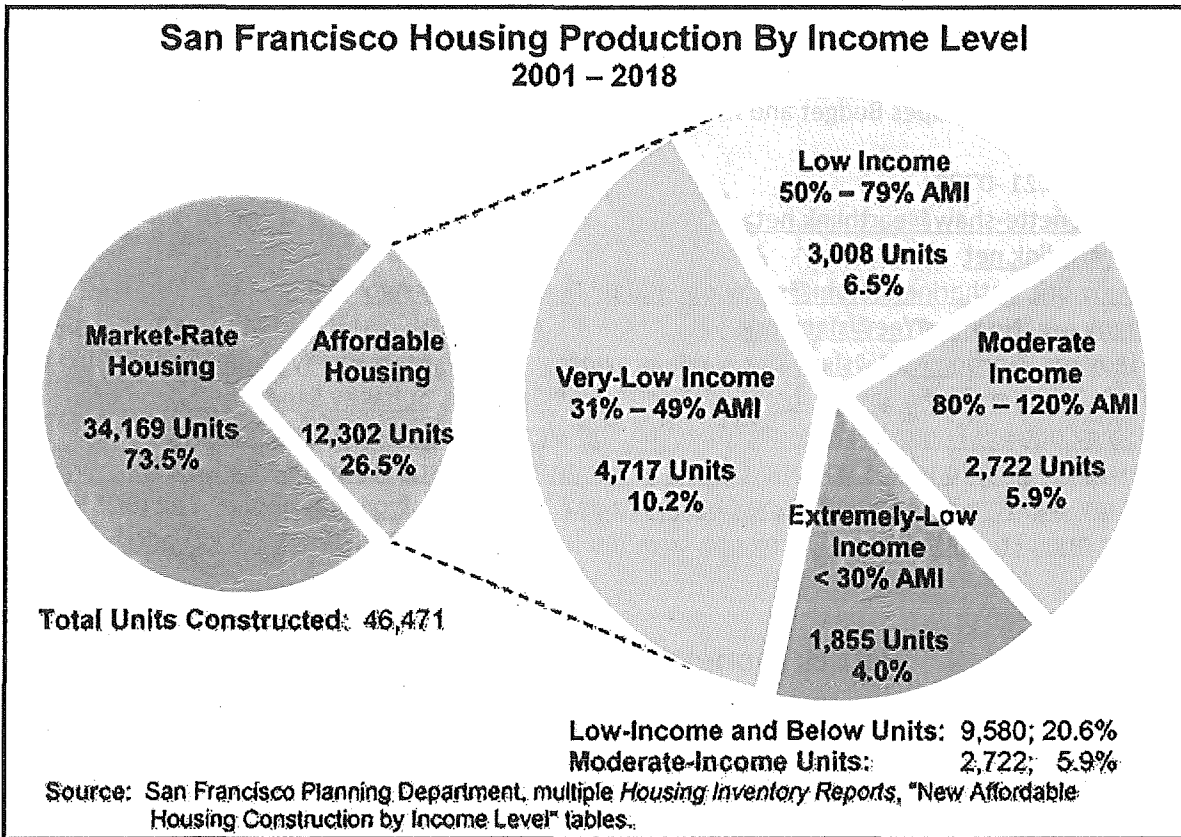 San Francisco Housing Production By Income Level
2001 – 2018
Market-Rate
Housing
34,169 Units
73.5%
Affordable
Housing
12,302 Units
26.5%
Total Units Constructed: 46,471
Low Income
50% – 79% AMI
3,008 Units
6.5%
Very-Low Income
31% – 49% AMI
4,717 Units
10.2%
Moderate
Income
80% – 120% AMI
2,722 Units
5.9%
Extremely-Low
Income
< 30% AMI
1,855 Units
4.0%
Low-Income and Below Units: 9,580; 20.6%
Moderate-Income Units: 2,722; 5.9%
Source: San Francisco Planning Department, multiple Housing Inventory Reports, "New Affordable
Housing Construction by Income Level" tables.